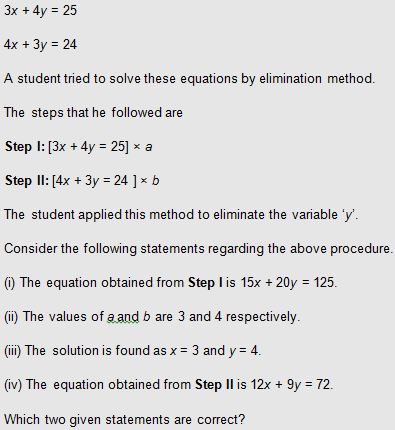 3x + 4y = 25
4x + 3y = 24
A student tried to solve these equations by elimination method.
The steps that he followed are
Step I: [3x + 4y = 25] × a
Step II: [4x + 3y = 24 ] × b
The student applied this method to eliminate the variable ‘y’.
Consider the following statements regarding the above procedure.
(i) The equation obtained from Step I is 15x + 20y = 125.
(ii) The values of a and b are 3 and 4 respectively.
(iii) The solution is found as x = 3 and y = 4.
(iv) The equation obtained from Step II is 12x + 9y = 72.
Which two given statements are correct?